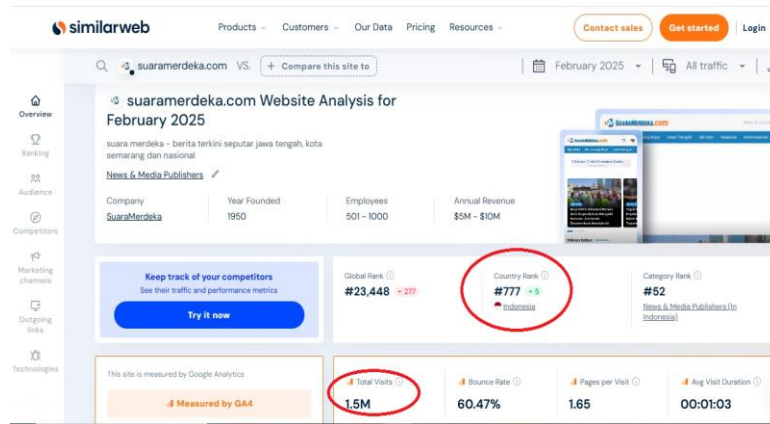 similarweb
Products
Customers
Our Data
Pricing
Resources
Contact sales
Get started
Login
suaramerdeka.com VS. + Compare this site to
February 2025
All traffic
Overview
Ranking
Audience
Competitors
Marketing
channels
Outgoing
links
Technologies
suaramerdeka.com Website Analysis for
February 2025
suara merdeka - berita terkini seputar jawa tengah, kota
semarang dan nasional
News & Media Publishers
Company
SuaraMerdeka
Year Founded
1950
Employees
501 - 1000
Annual Revenue
$5M - $10M
SUARAMERDEKA.COM
Keep track of your competitors
See their traffic and performance metrics
Try it now
Global Rank
#23,448 277
Country Rank
#777 5
Indonesia
Category Rank
#52
News & Media Publishers (In
Indonesia)
This site is measured by Google Analytics
Measured by GA4
Total Visits
1.5M
Bounce Rate
60.47%
Pages per Visit
1.65
Avg Visit Duration
00:01:03